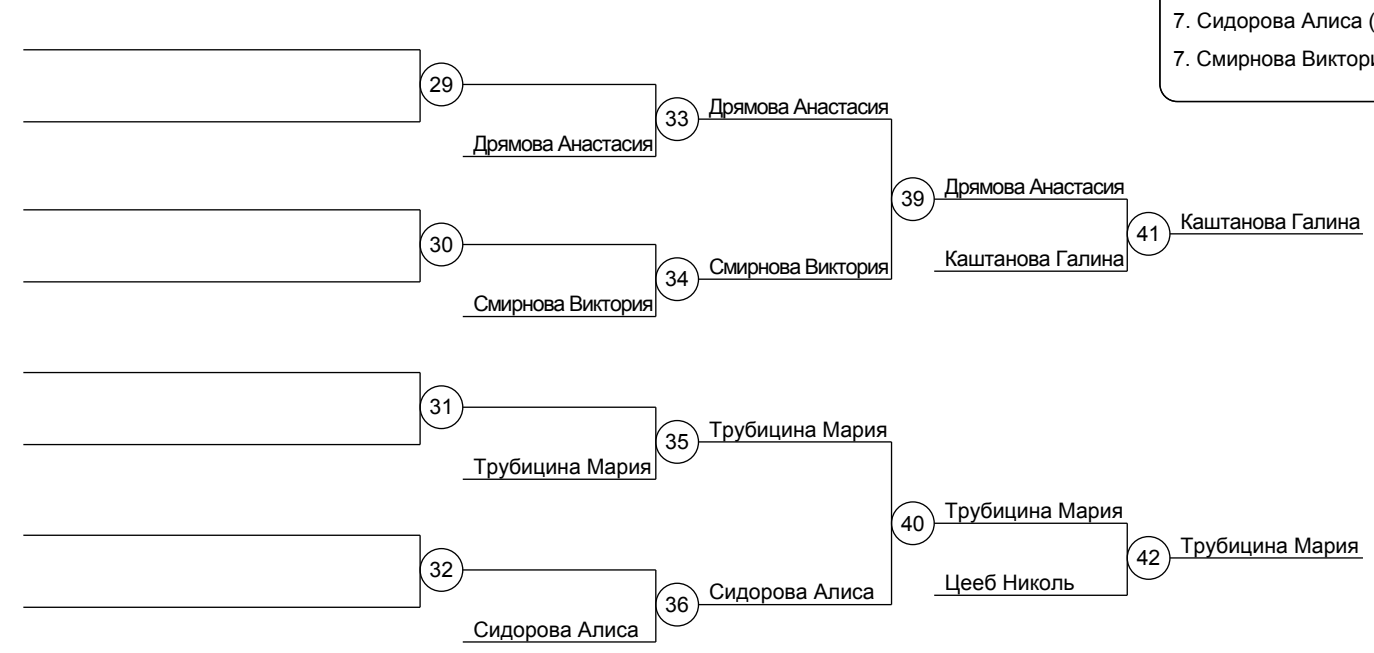 7. Сидорова Алиса (
7. Смирнова Виктори
29
33
Дрямова Анастасия
Дрямова Анастасия
39
Дрямова Анастасия
41
Каштанова Галина
30
34
Смирнова Виктория
Каштанова Галина
Смирнова Виктория
31
35
Трубицина Мария
Трубицина Мария
40
Трубицина Мария
42
Трубицина Мария
32
36
Сидорова Алиса
Цееб Николь
Сидорова Алиса